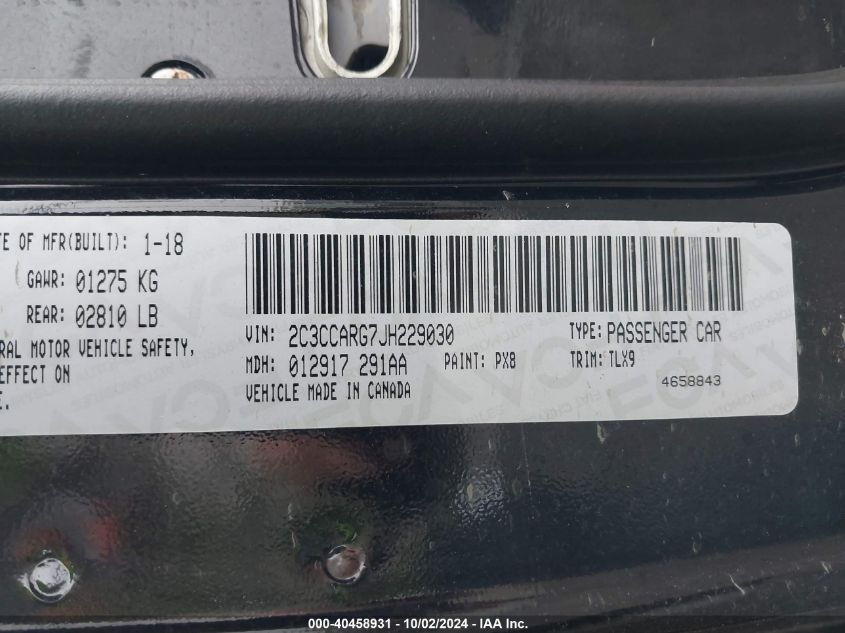 TE OF MFR(BUILT): 1-18
GAWR: 01275 KG
REAR: 02810 LB
RAL MOTOR VEHICLE SAFETY,
EFFECT ON
E.
VIN: 2C3CCARG7JH229030
TYPE: PASSENGER CAR
MDH: 012917 291AA
PAINT: PX8
TRIM: TLX9
VEHICLE MADE IN CANADA
4658843
000-40458931 - 10/02/2024 - IAA Inc.